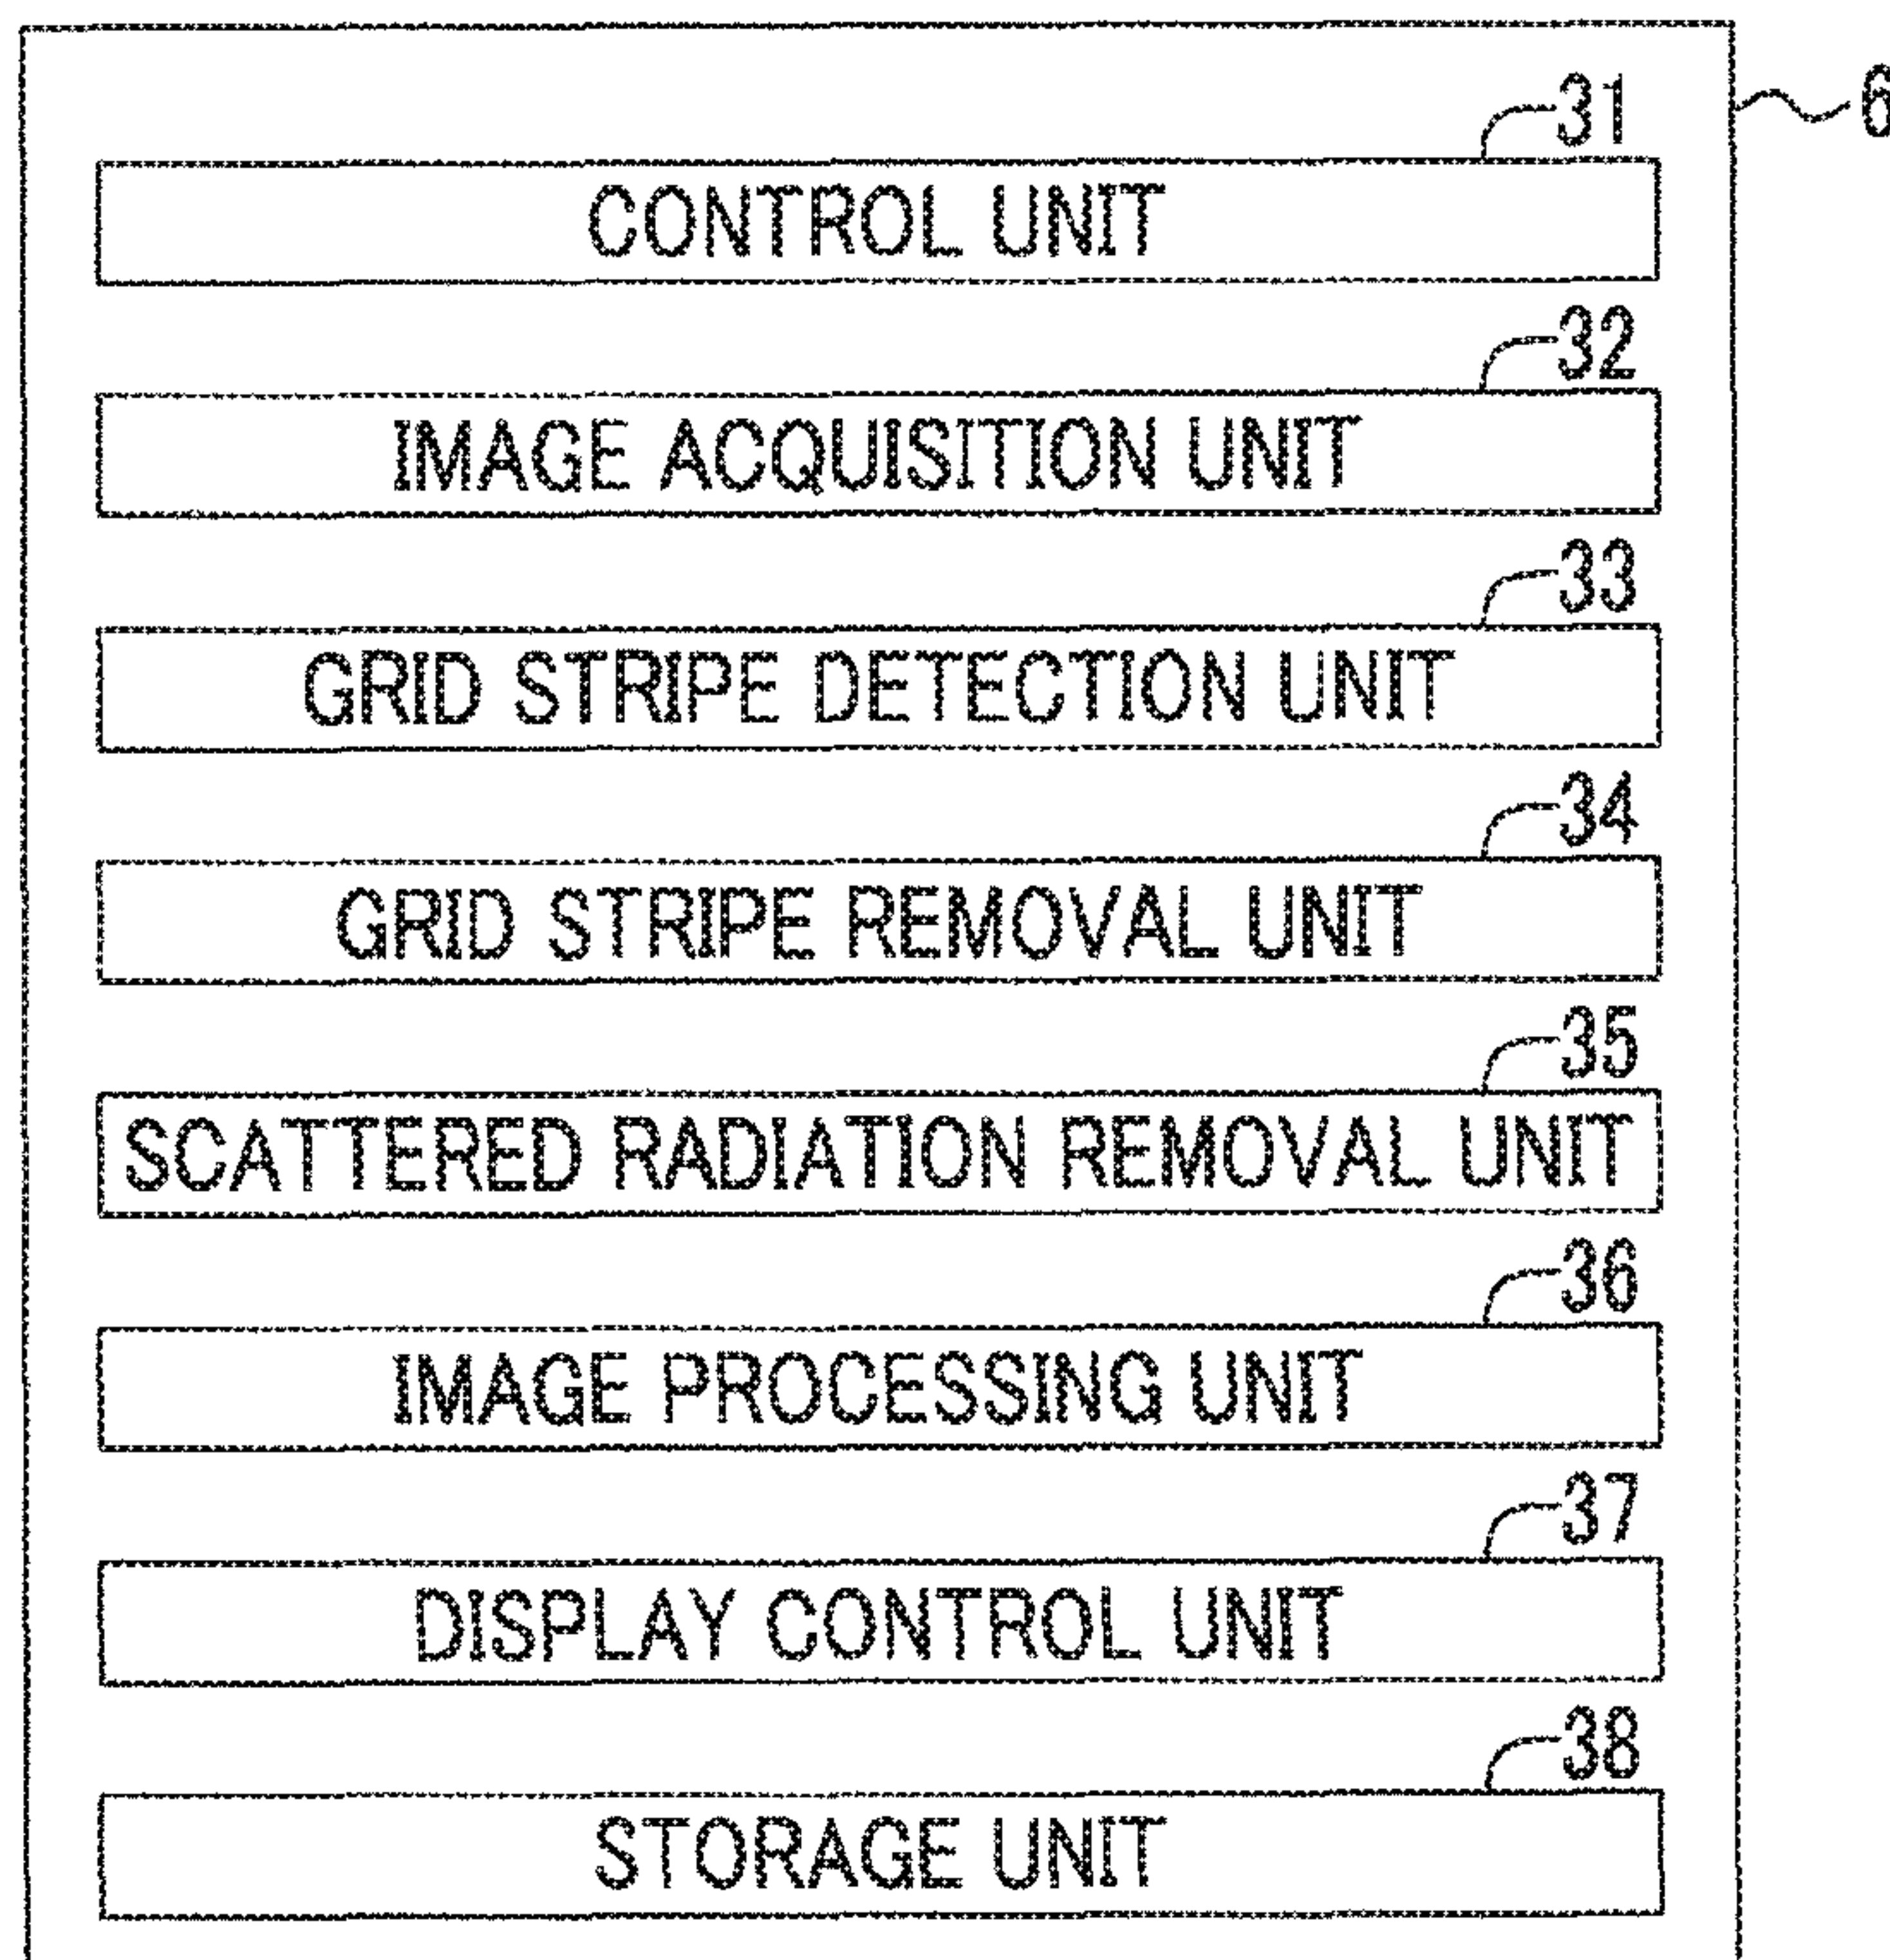 6
31
CONTROL UNIT
32
IMAGE ACQUISITION UNIT
33
GRID STRIPE DETECTION UNIT
34
GRID STRIPE REMOVAL UNIT
35
SCATTERED RADIATION REMOVAL UNIT
36
IMAGE PROCESSING UNIT
37
DISPLAY CONTROL UNIT
38
STORAGE UNIT